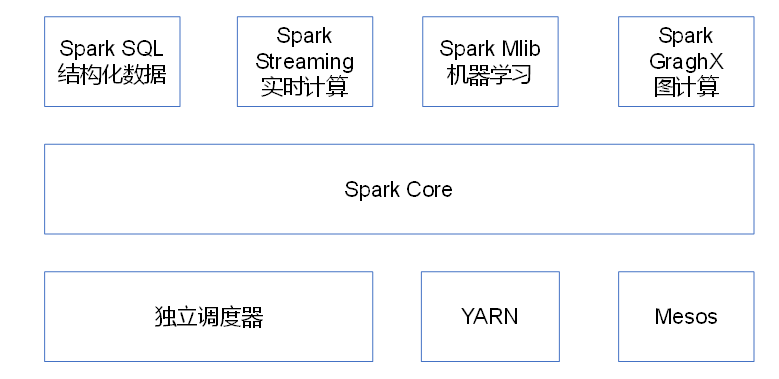 Spark SQL
结构化数据
Spark
Streaming
实时计算
Spark Mlib
机器学习
Spark
GraghX
图计算
Spark Core
独立调度器
YARN
Mesos